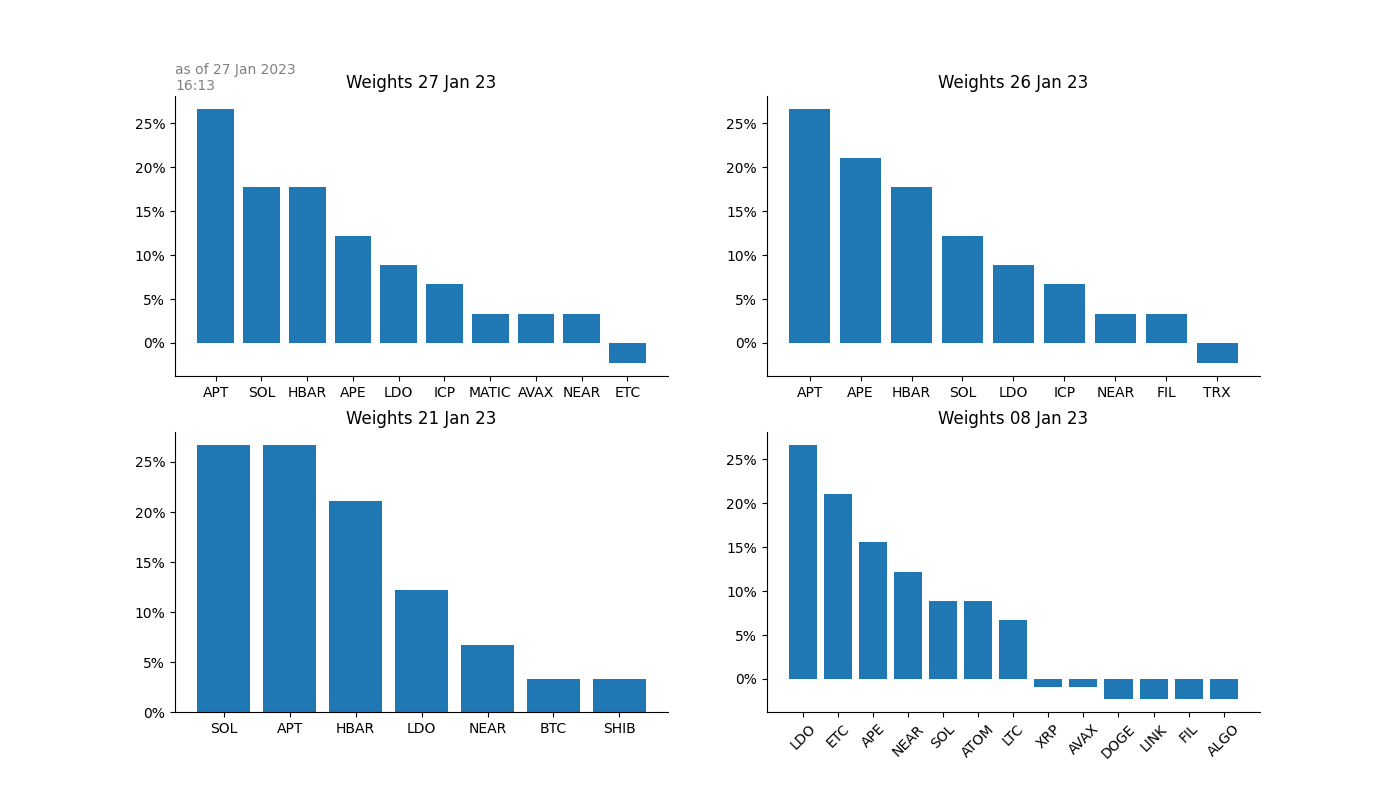 as of 27 Jan 2023
16:13
Weights 27 Jan 23
25%
20%
15%
10%
5%
0%
APT SOL HBAR APE LDO ICP MATIC AVAX NEAR ETC
Weights 26 Jan 23
25%
20%
15%
10%
5%
0%
APT APE HBAR SOL LDO ICP NEAR FIL TRX
Weights 21 Jan 23
25%
20%
15%
10%
5%
0%
SOL APT HBAR LDO NEAR BTC SHIB
Weights 08 Jan 23
25%
20%
15%
10%
5%
0%
LDO ETC APE NEAR SOL ATOM LTC XRP AVAX DOGE LINK FIL ALGO